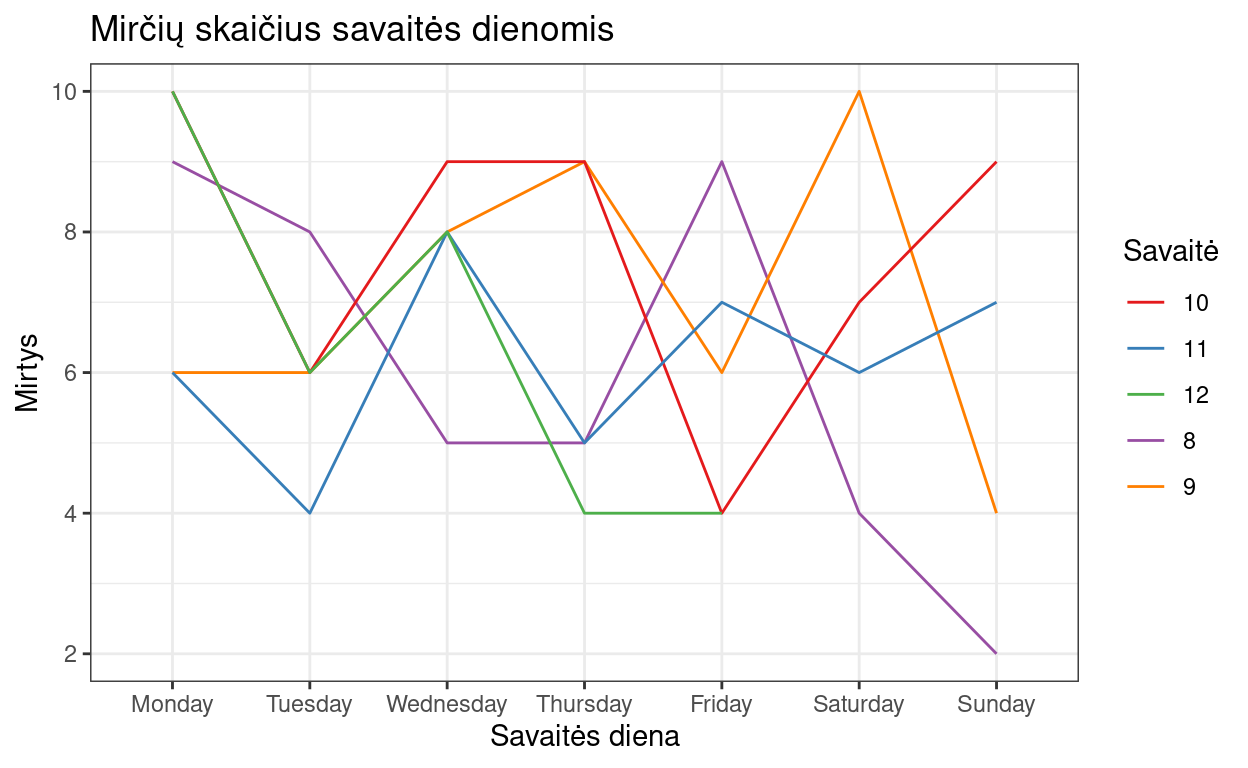 Mirčių skaičius savaitės dienomis
10
8
6
4
2
Mirtys
Monday Tuesday Wednesday Thursday Friday Saturday Sunday
Savaitės diena
Savaitė
10
11
12
8
9